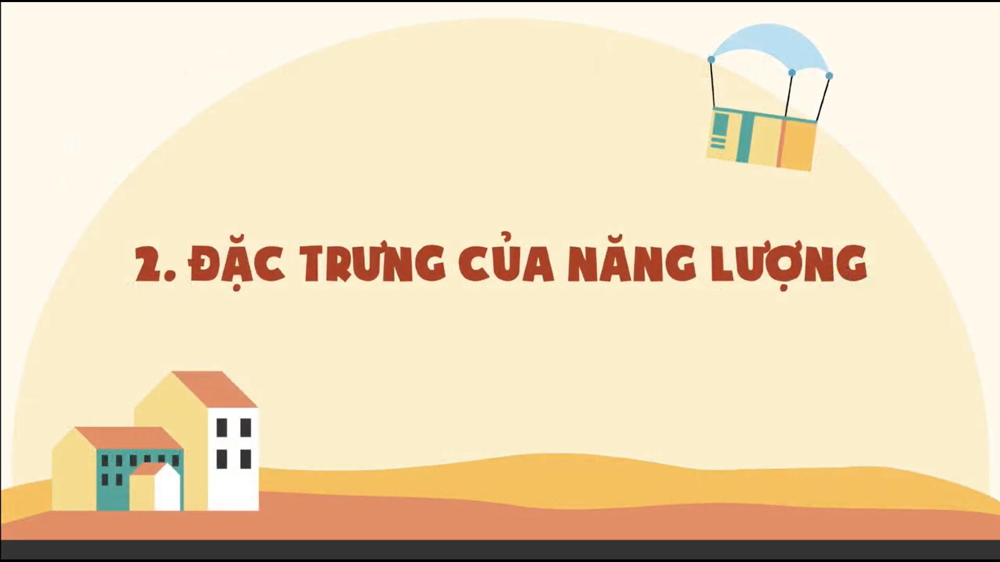 2. ĐẶC TRƯNG CỦA NĂNG LƯỢNG